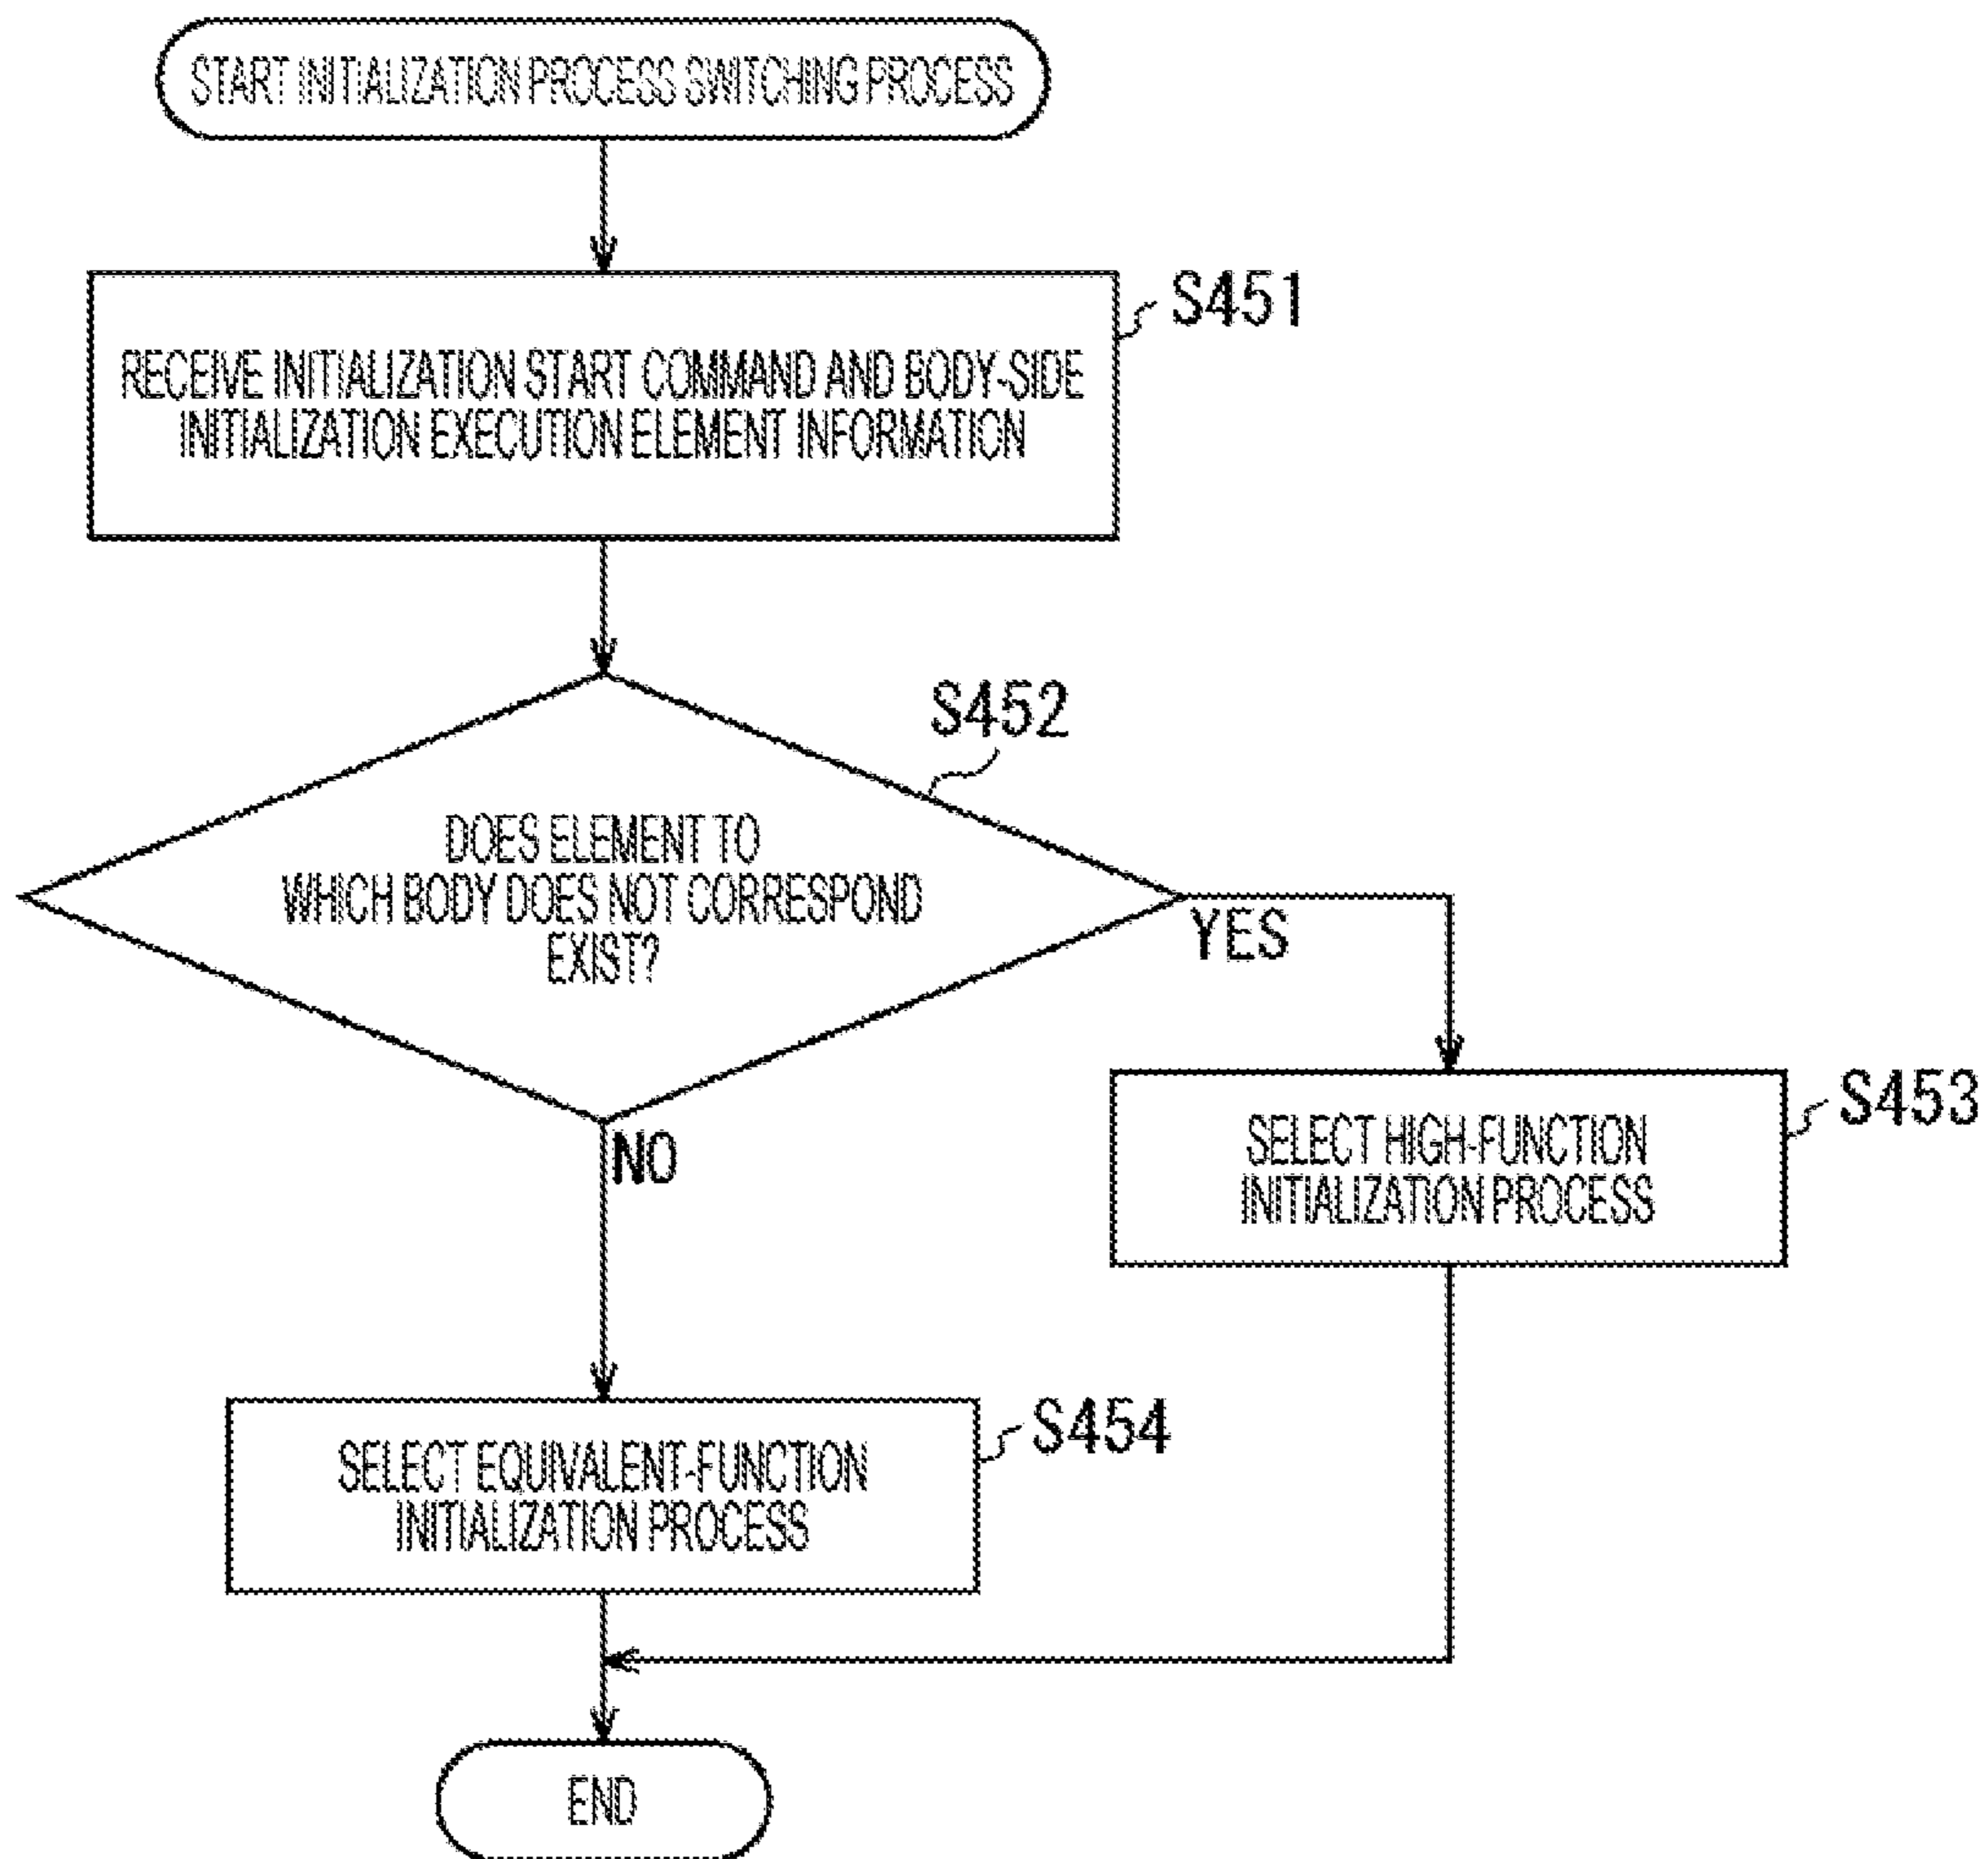 START INITIALIZATION PROCESS SWITCHING PROCESS
S451
RECEIVE INITIALIZATION START COMMAND AND BODY-SIDE
INITIALIZATION EXECUTION ELEMENT INFORMATION
S452
DOES ELEMENT TO
WHICH BODY DOES NOT CORRESPOND
EXIST?
YES
NO
S453
SELECT HIGH-FUNCTION
INITIALIZATION PROCESS
S454
SELECT EQUIVALENT-FUNCTION
INITIALIZATION PROCESS
END